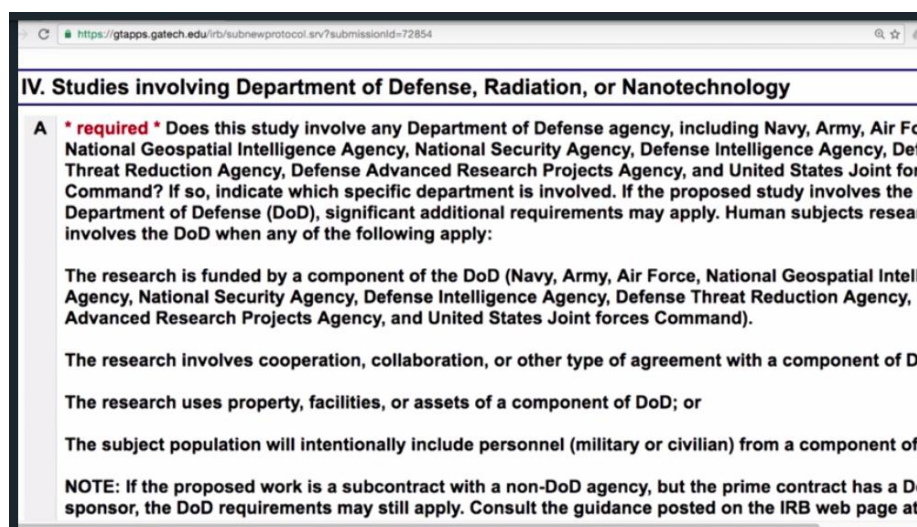 https://gtapps.gatech.edu/irb/subnewprotocol.srv?submissionId=72854
IV. Studies involving Department of Defense, Radiation, or Nanotechnology
A * required * Does this study involve any Department of Defense agency, including Navy, Army, Air Fo
National Geospatial Intelligence Agency, National Security Agency, Defense Intelligence Agency, Def
Threat Reduction Agency, Defense Advanced Research Projects Agency, and United States Joint for
Command? If so, indicate which specific department is involved. If the proposed study involves the
Department of Defense (DoD), significant additional requirements may apply. Human subjects resear
involves the DoD when any of the following apply:
The research is funded by a component of the DoD (Navy, Army, Air Force, National Geospatial Intell
Agency, National Security Agency, Defense Intelligence Agency, Defense Threat Reduction Agency,
Advanced Research Projects Agency, and United States Joint forces Command).
The research involves cooperation, collaboration, or other type of agreement with a component of D
The research uses property, facilities, or assets of a component of DoD; or
The subject population will intentionally include personnel (military or civilian) from a component of
NOTE: If the proposed work is a subcontract with a non-DoD agency, but the prime contract has a D
sponsor, the DoD requirements may still apply. Consult the guidance posted on the IRB web page a